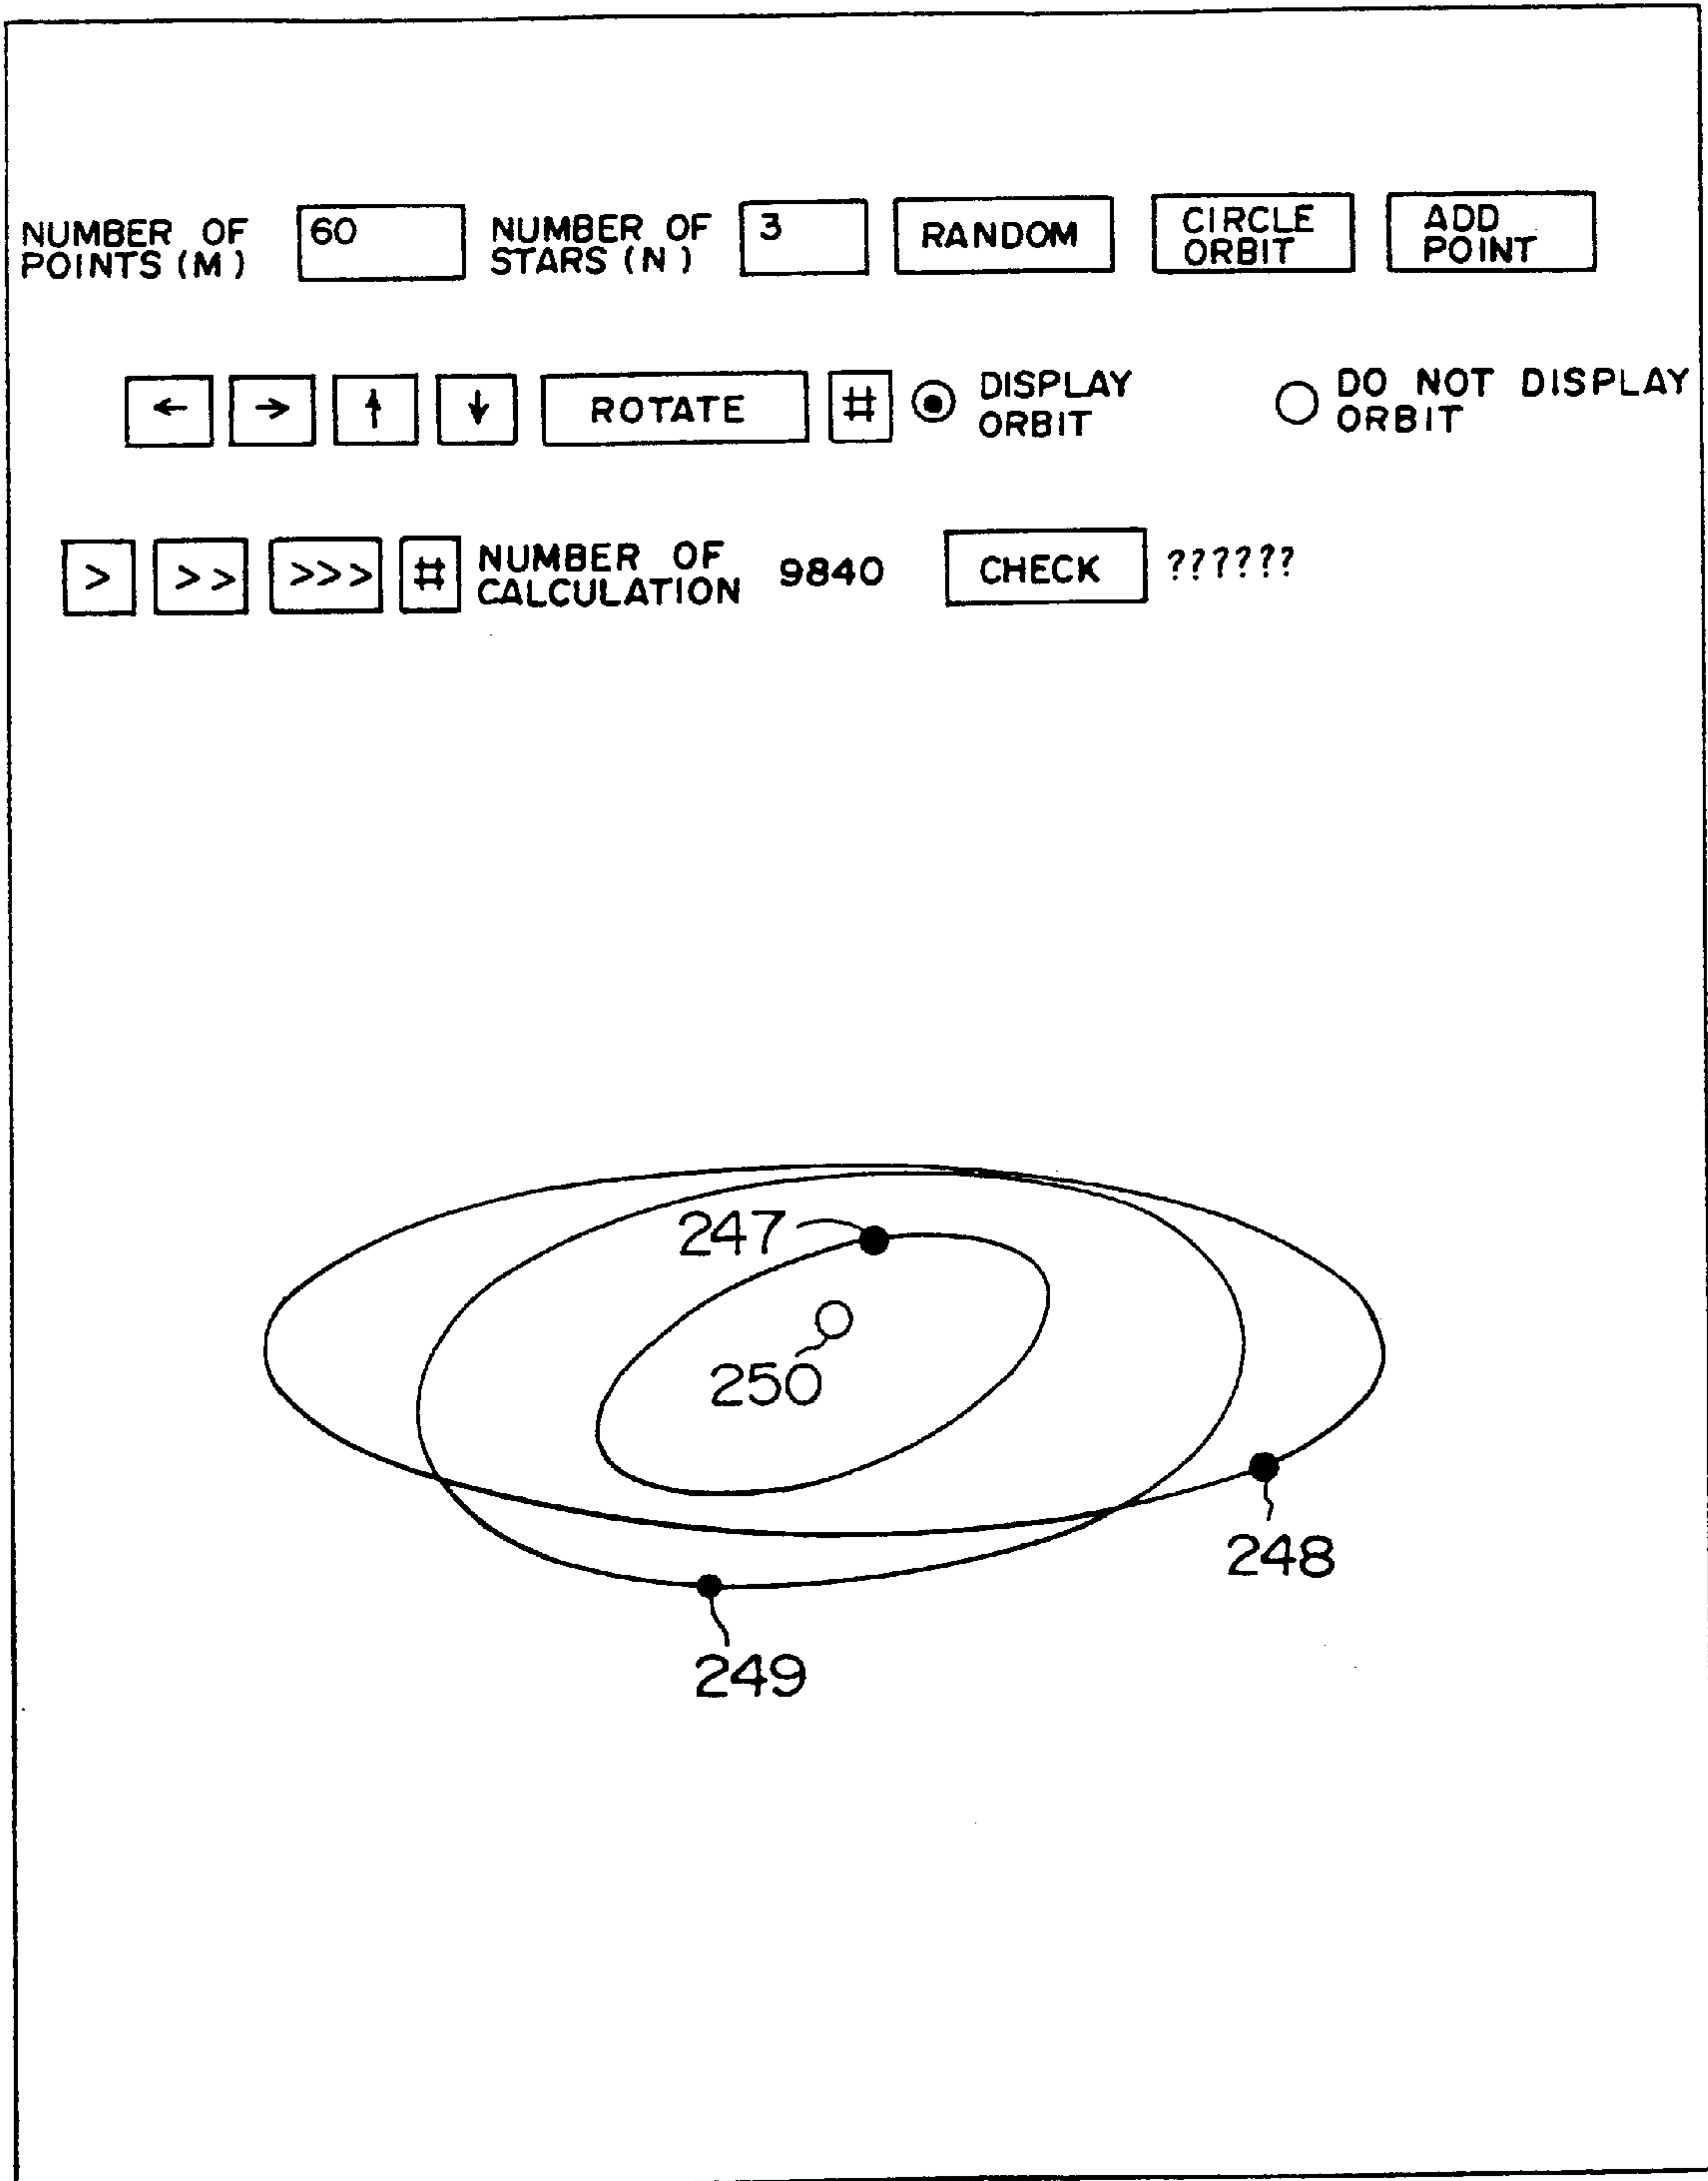 NUMBER OF POINTS (M) 60 NUMBER OF STARS (N) 3 RANDOM CIRCLE ORBIT ADD POINT
← → ↑ ↓ ROTATE # DISPLAY ORBIT DO NOT DISPLAY ORBIT
> >> >>> # NUMBER OF CALCULATION 9840 CHECK ??????
247
250
248
249